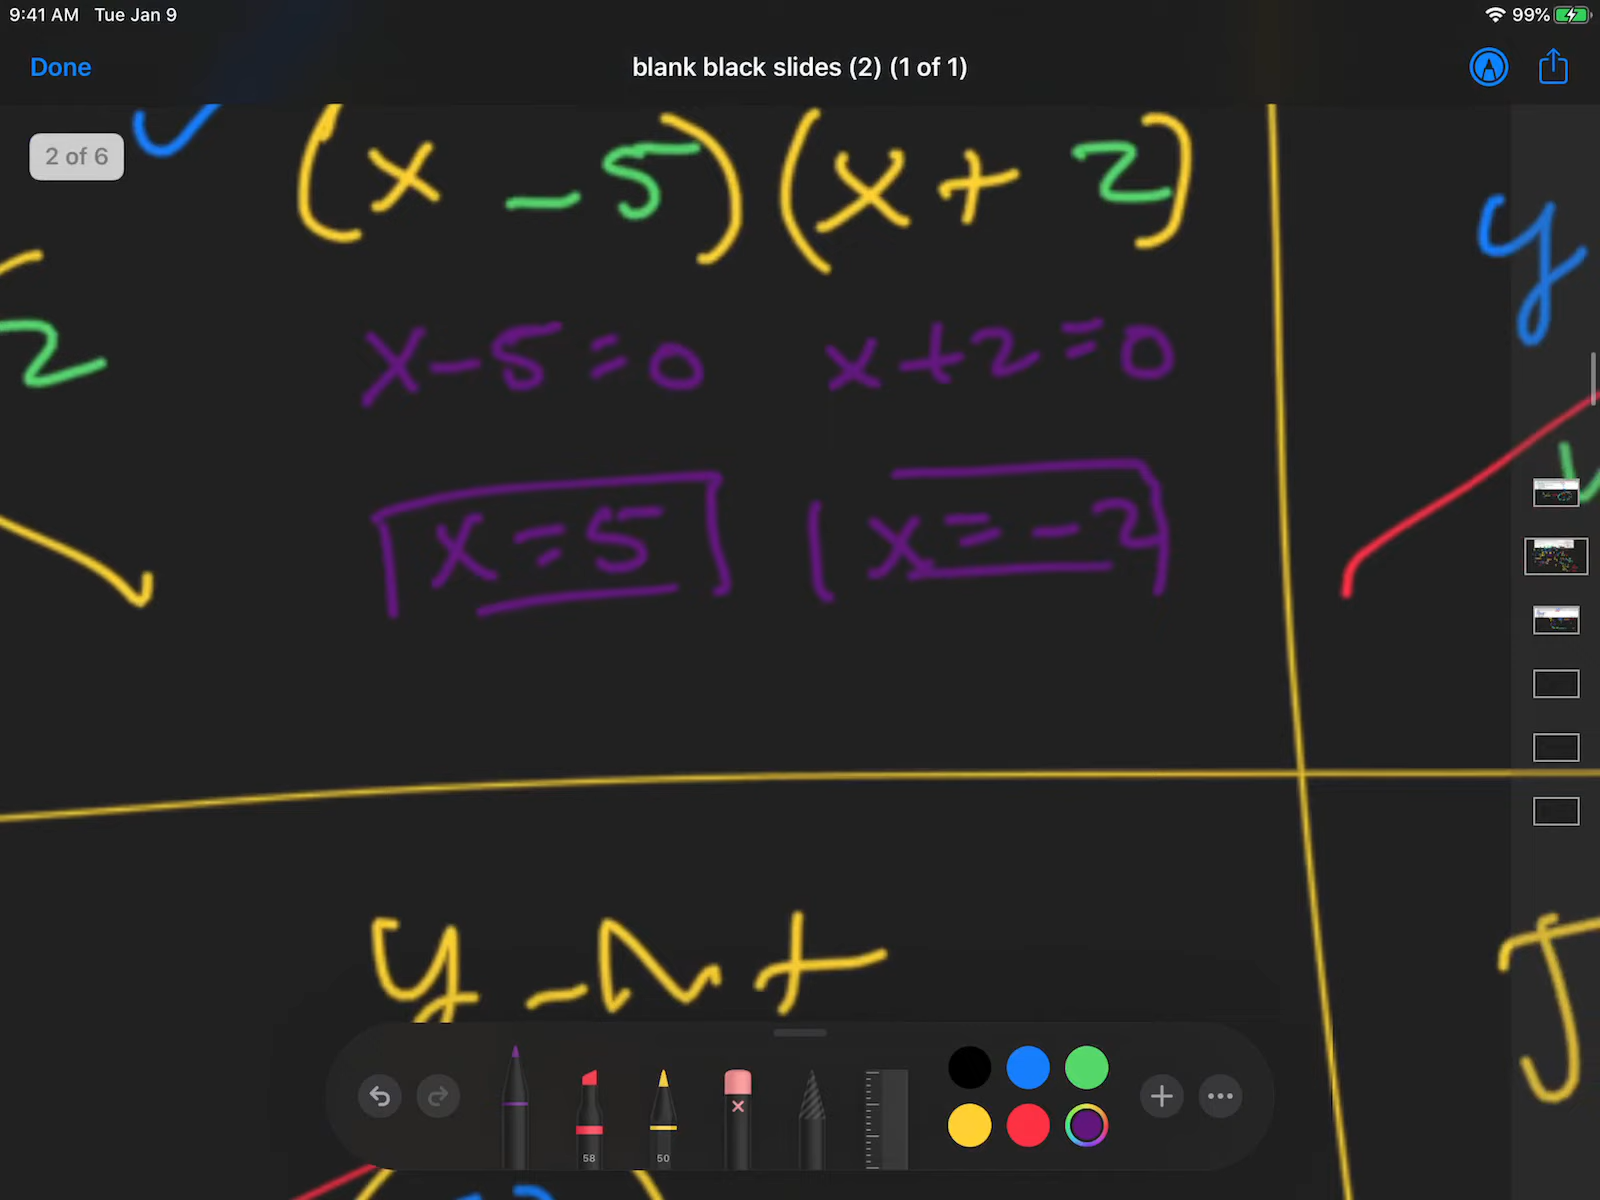 9:41 AM Tue Jan 9
99%
Done
blank black slides (2) (1 of 1)
2 of 6
(x - 5)(x + 2)
y
2
x - 5 = 0
x + 2 = 0
x = 5
x = -2
y - N +
J
58
50